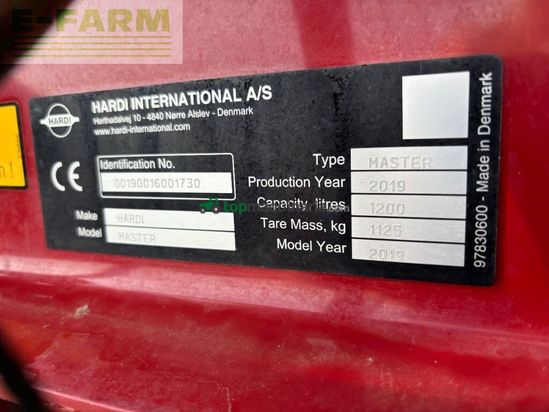 E-FARM
HARDI
HARDI INTERNATIONAL A/S
Herthadalvej 10 - 4840 Nørre Alslev - Denmark
www.hardi-international.com
CE
Identification No.
00190016001730
Make HARDI
Model MASTER
Type MASTER
Production Year 2019
Capacity, litres 1200
Tare Mass, kg 1125
Model Year 2019
97830600 - Made in Denmark